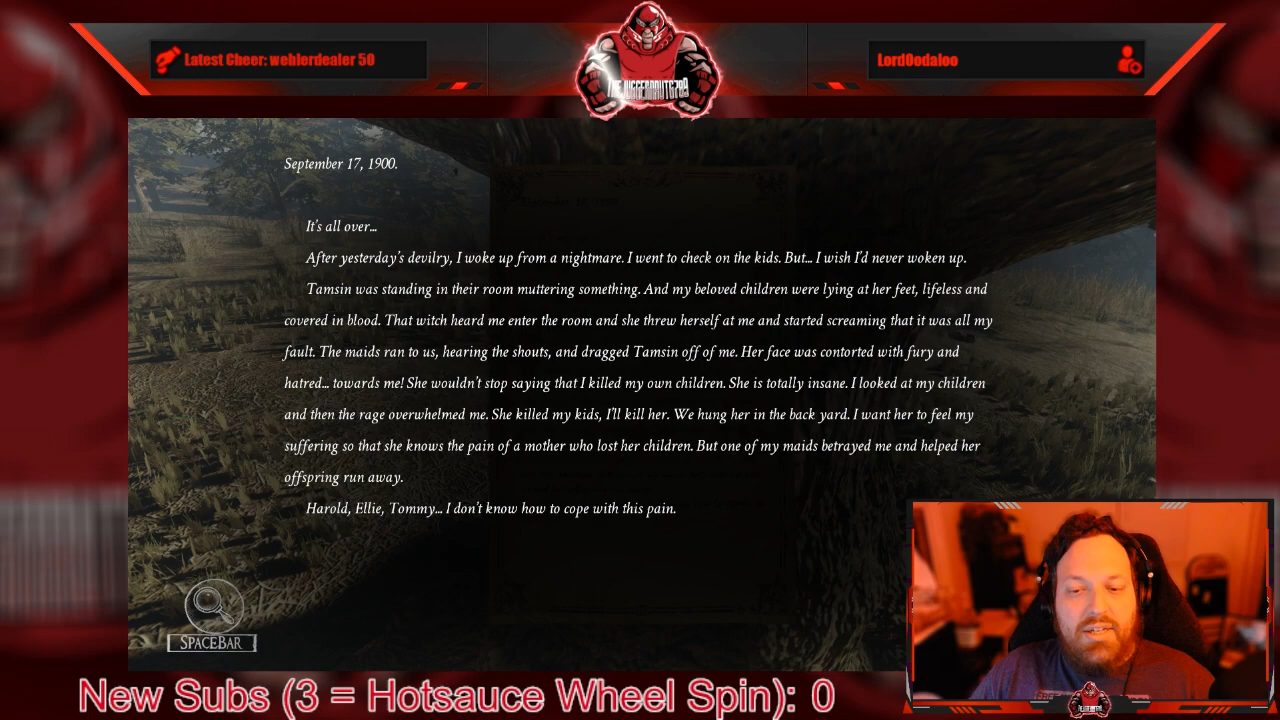 Latest Cheer: wehlerdealer 50
LordOodaloo
THEJUGGERNAUT6789
September 17, 1900.
It's all over...
After yesterday's devilry, I woke up from a nightmare. I went to check on the kids. But... I wish I'd never woken up.
Tamsin was standing in their room muttering something. And my beloved children were lying at her feet, lifeless and
covered in blood. That witch heard me enter the room and she threw herself at me and started screaming that it was all my
fault. The maids ran to us, hearing the shouts, and dragged Tamsin off of me. Her face was contorted with fury and
hatred... towards me! She wouldn't stop saying that I killed my own children. She is totally insane. I looked at my children
and then the rage overwhelmed me. She killed my kids, I'll kill her. We hung her in the back yard. I want her to feel my
suffering so that she knows the pain of a mother who lost her children. But one of my maids betrayed me and helped her
offspring run away.
Harold, Ellie, Tommy... I don't know how to cope with this pain.
SPACEBAR
New Subs (3 = Hotsauce Wheel Spin): 0